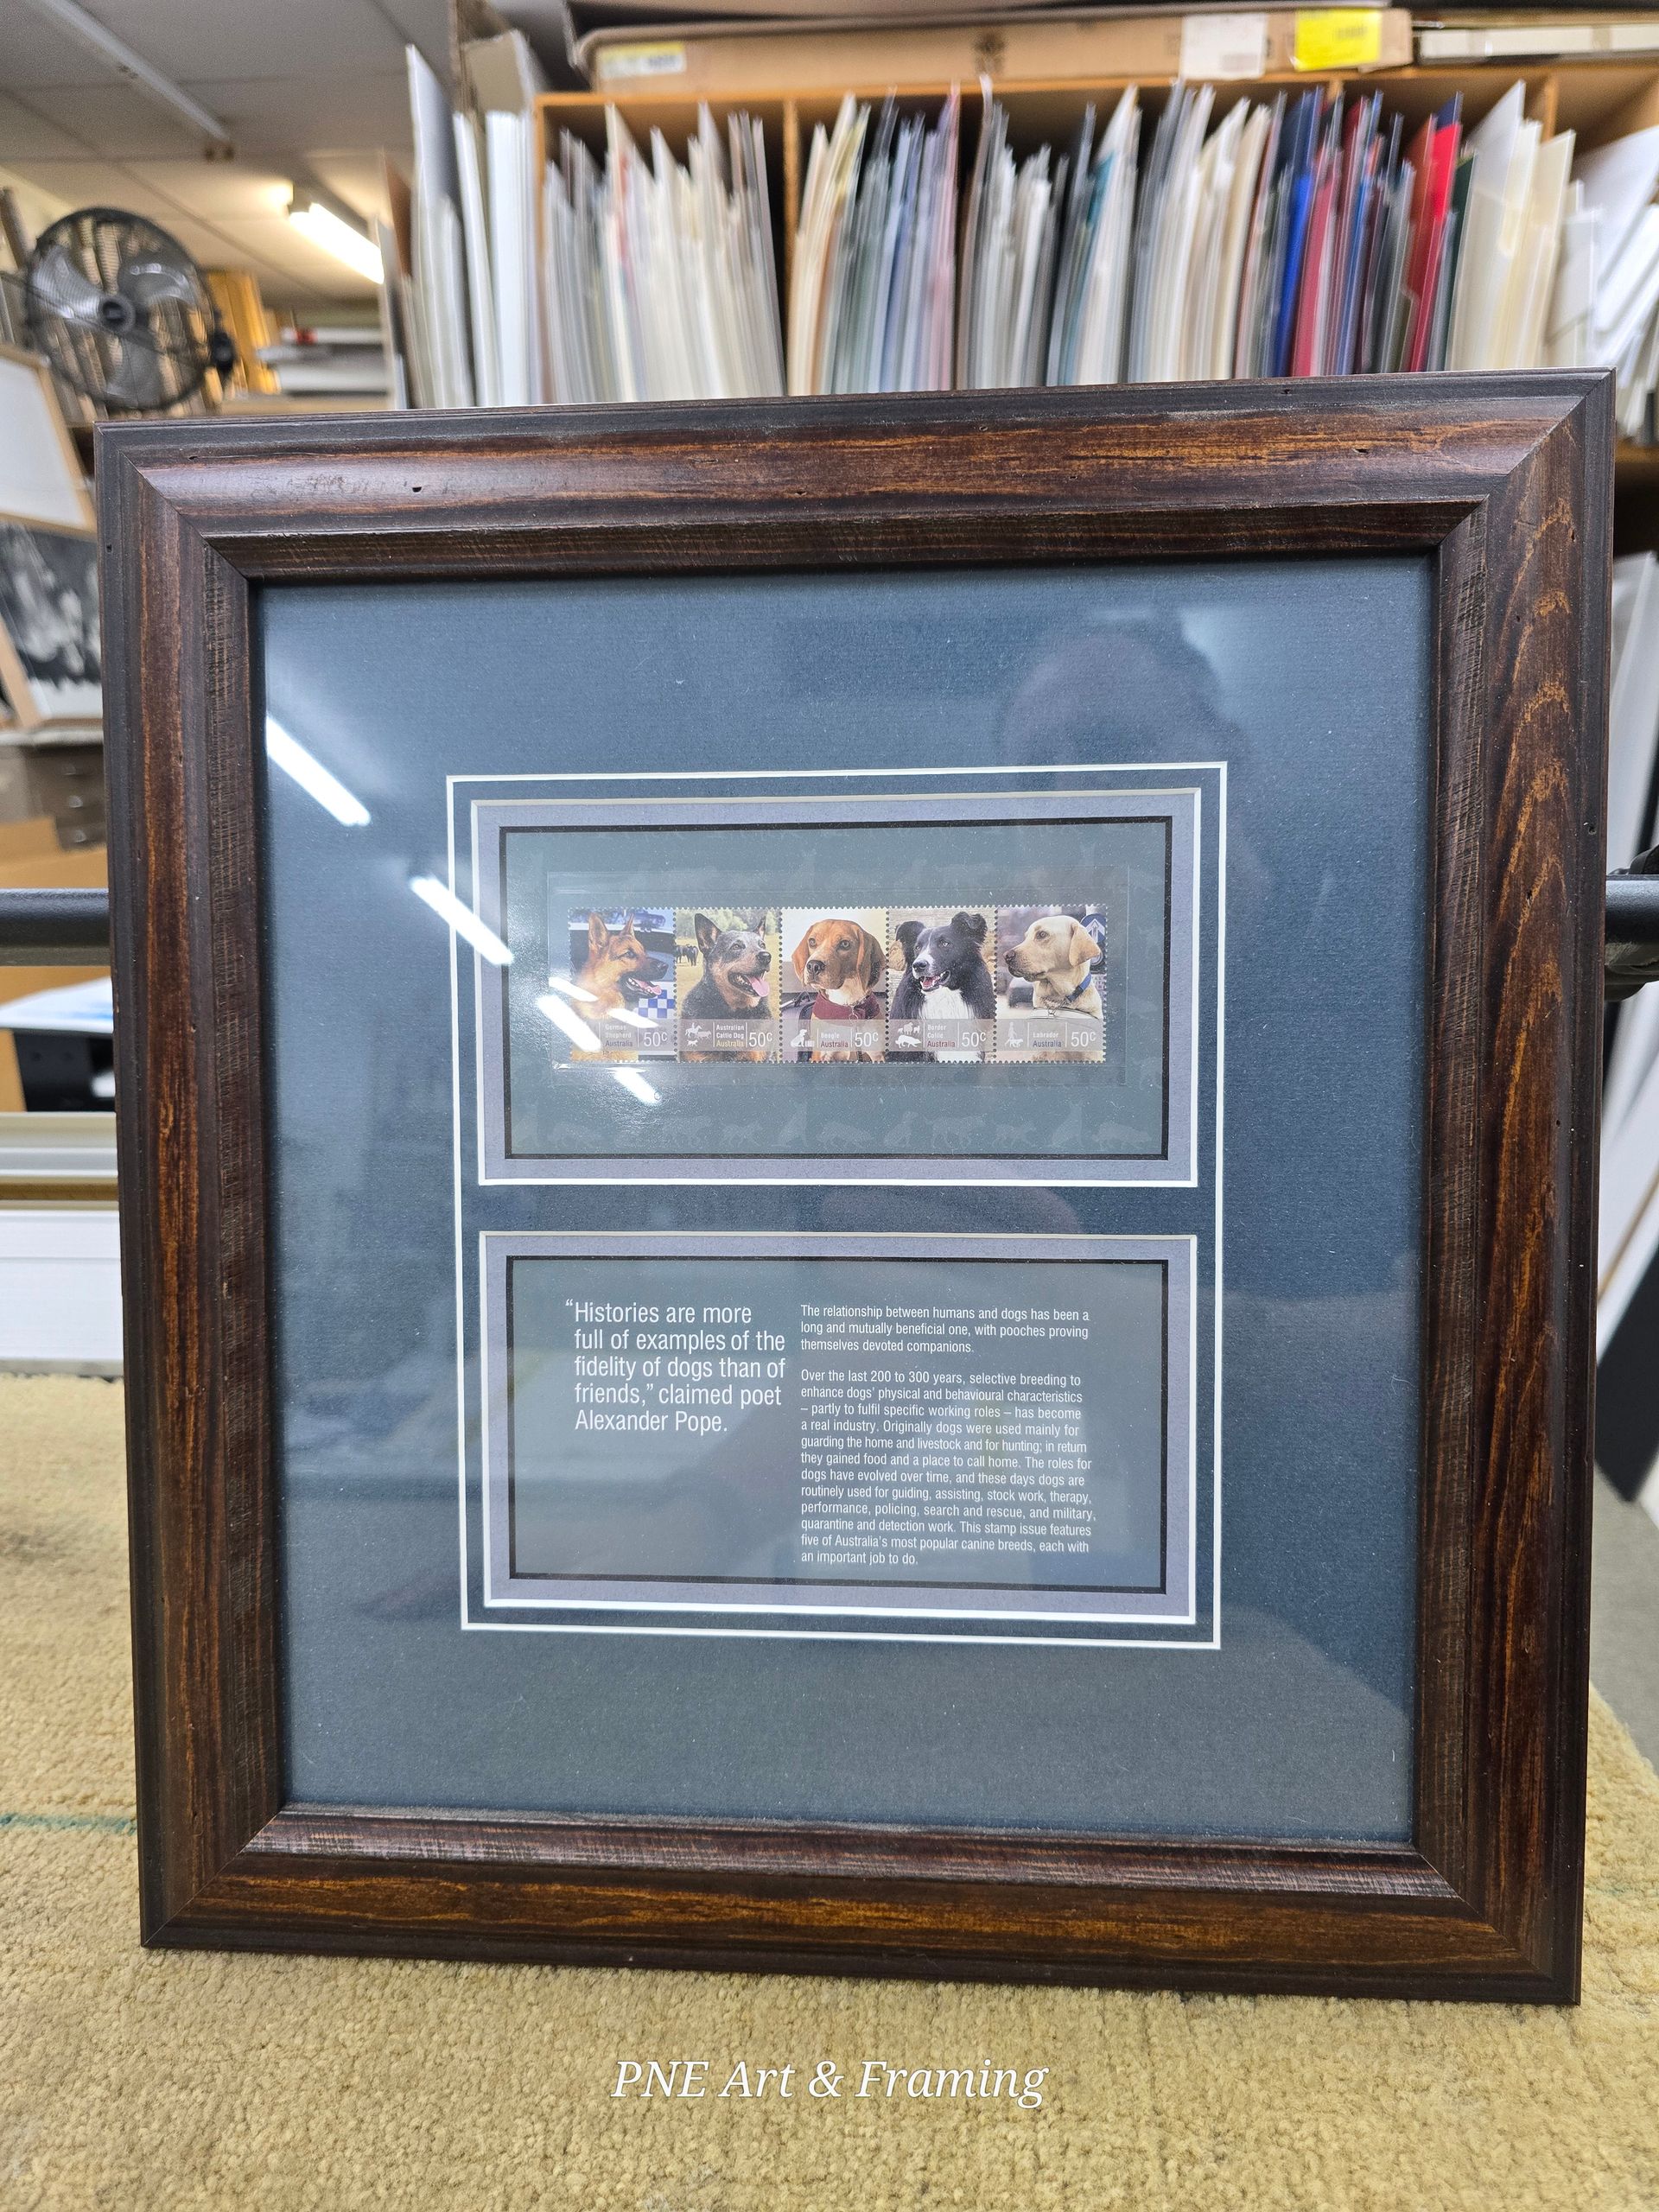 German
Shepherd
Australia
50c
Australian
Cattle Dog
Australia
50c
Beagle
Australia
50c
Border
Collie
Australia
50c
Labrador
Australia
50c
“Histories are more
full of examples of the
fidelity of dogs than of
friends,” claimed poet
Alexander Pope.
The relationship between humans and dogs has been a
long and mutually beneficial one, with pooches proving
themselves devoted companions.
Over the last 200 to 300 years, selective breeding to
enhance dogs’ physical and behavioural characteristics
– partly to fulfil specific working roles – has become
a real industry. Originally dogs were used mainly for
guarding the home and livestock and for hunting; in return
they gained food and a place to call home. The roles for
dogs have evolved over time, and these days dogs are
routinely used for guiding, assisting, stock work, therapy,
performance, policing, search and rescue, and military,
quarantine and detection work. This stamp issue features
five of Australia’s most popular canine breeds, each with
an important job to do.
PNE Art & Framing